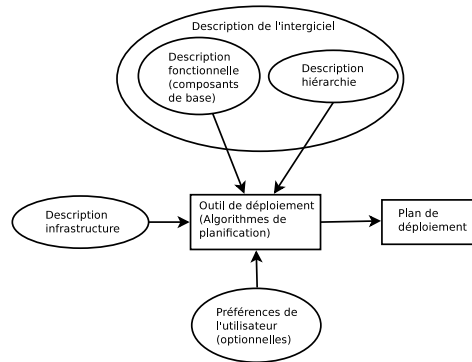 Description de l'intergiciel
Description
fonctionnelle
(composants
de base)
Description
hiérarchie
Description
infrastructure
Outil de déploiement
(Algorithmes de
planification)
Plan de
déploiement
Préférences de
l'utilisateur
(optionnelles)